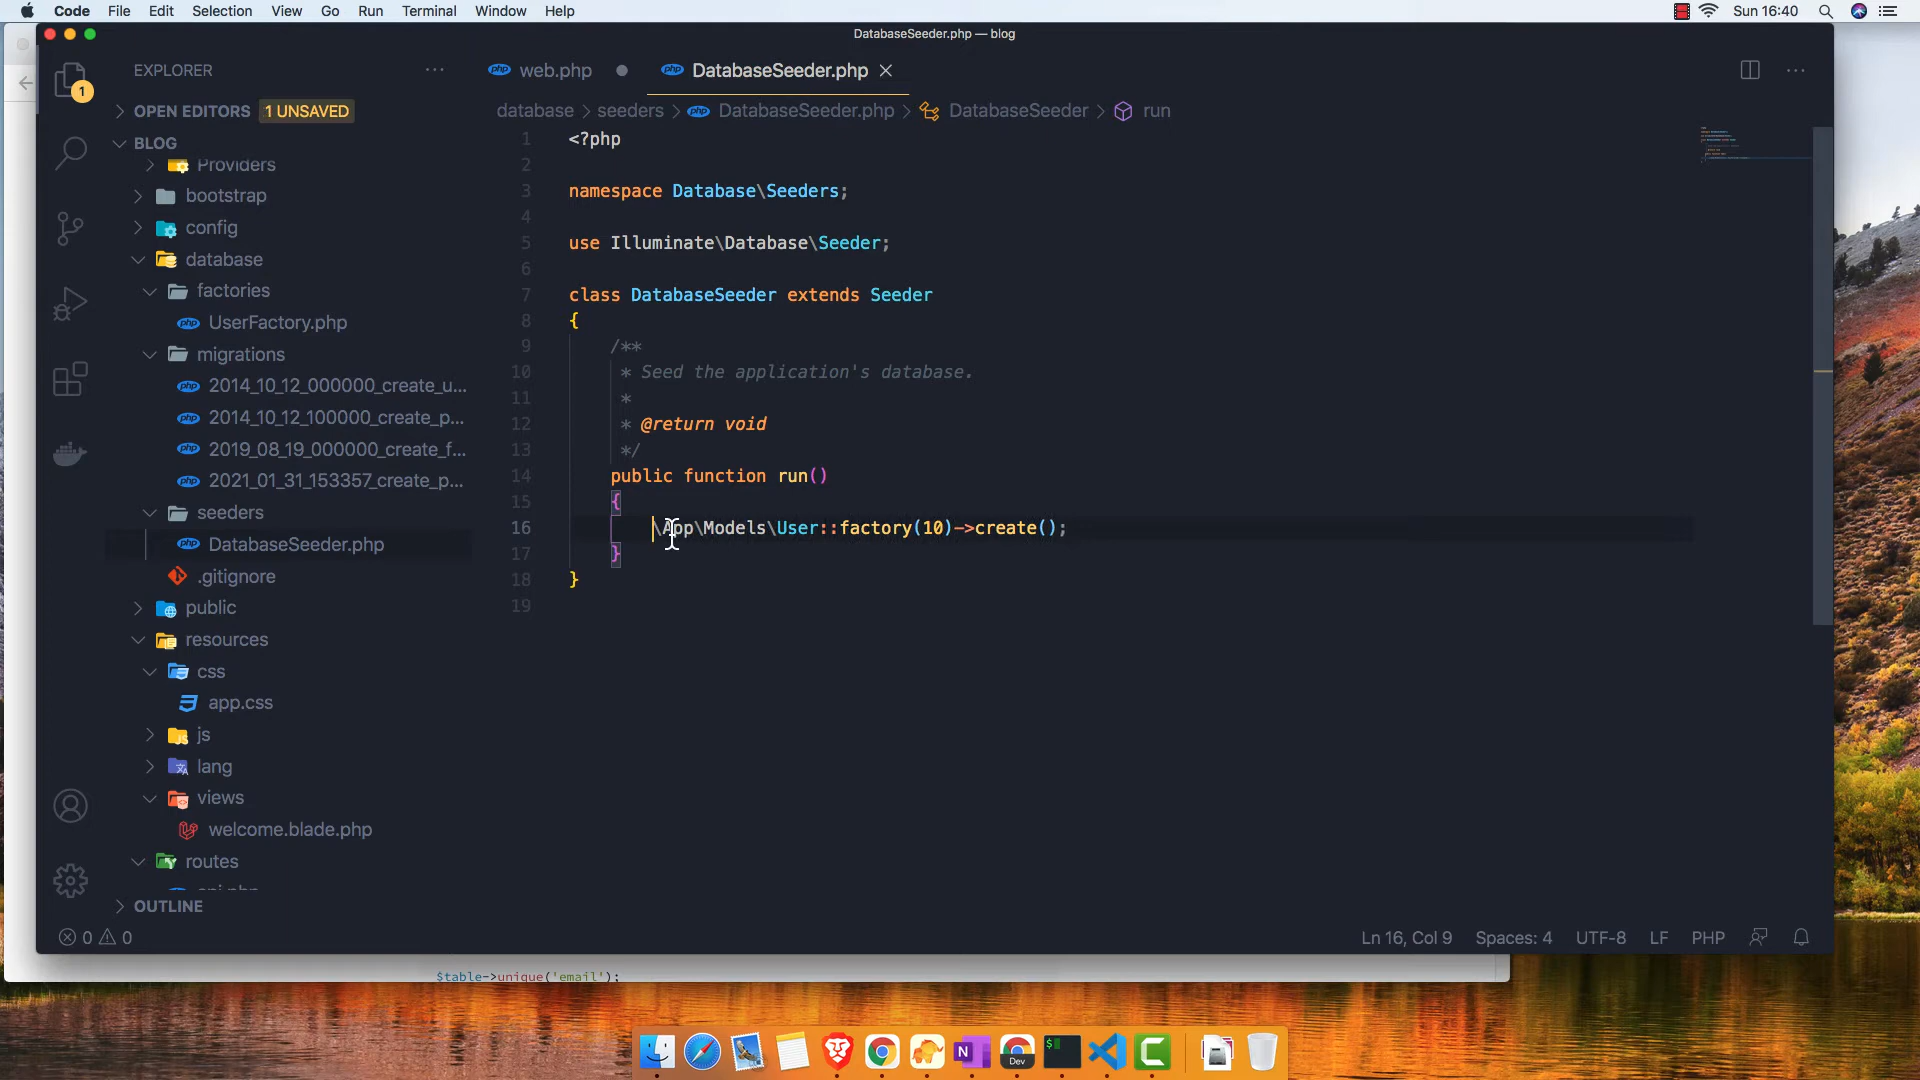 Code File Edit Selection View Go Run Terminal Window Help Sun 16:40
DatabaseSeeder.php — blog
EXPLORER
web.php DatabaseSeeder.php
OPEN EDITORS 1 UNSAVED
database > seeders > DatabaseSeeder.php > DatabaseSeeder > run
1
BLOG
Providers
bootstrap
config
database
factories
UserFactory.php
migrations
2014_10_12_000000_create_u...
2014_10_12_100000_create_p...
2019_08_19_000000_create_f...
2021_01_31_153357_create_p...
seeders
DatabaseSeeder.php
.gitignore
public
resources
css
app.css
js
lang
views
welcome.blade.php
routes
OUTLINE
1 <?php
2
3 namespace Database\Seeders;
4
5 use Illuminate\Database\Seeder;
6
7 class DatabaseSeeder extends Seeder
8 {
9 /**
10 * Seed the application's database.
11 *
12 * @return void
13 */
14 public function run()
15 {
16 \App\Models\User::factory(10)->create();
17 }
18 }
19
0 0 Ln 16, Col 9 Spaces: 4 UTF-8 LF PHP
$table->unique('email');
N Dev $ C